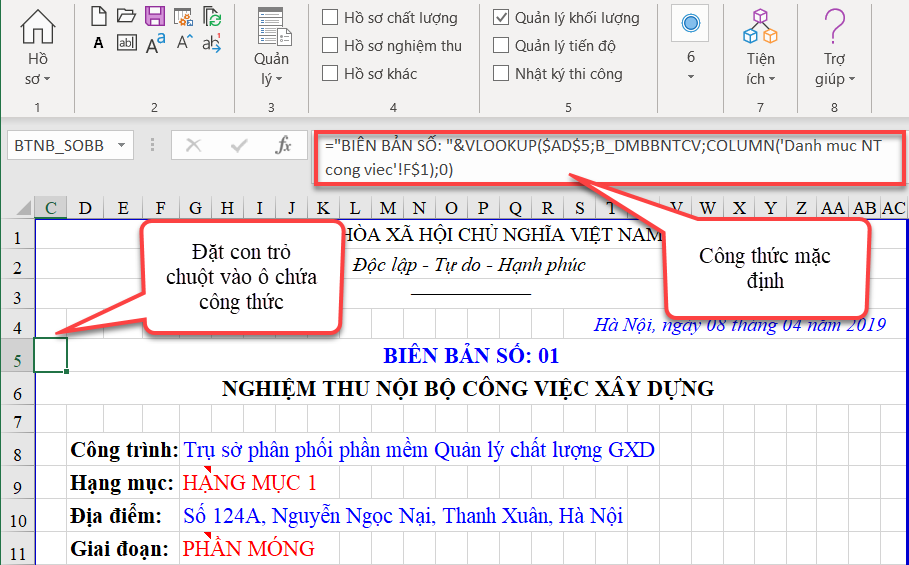 Hồ sơ chất lượng
Quản lý khối lượng
Hồ sơ nghiệm thu
Quản lý tiến độ
Hồ sơ khác
Nhật ký thi công
A
ab
Aa
A
ab
Hồ
sơ
Quản
lý
6
Tiện
ích
Trợ
giúp
1
2
3
4
5
7
8
BTNB_SOBB
fx
="BIÊN BẢN SỐ: "&VLOOKUP($AD$5;B_DMBBNTCV;COLUMN('Danh muc NT
cong viec'!F$1);0)
C D E F G H I J K L M N O P Q R S T V W X Y Z AA AB AC
1
HÒA XÃ HỘI CHỦ NGHĨA VIỆT NAM
2
Độc lập - Tự do - Hạnh phúc
3
Đặt con trỏ
chuột vào ô chứa
công thức
Công thức mặc
định
4
Hà Nội, ngày 08 tháng 04 năm 2019
5
BIÊN BẢN SỐ: 01
6
NGHIỆM THU NỘI BỘ CÔNG VIỆC XÂY DỰNG
7
8
Công trình: Trụ sở phân phối phần mềm Quản lý chất lượng GXD
9
Hạng mục: HẠNG MỤC 1
10
Địa điểm: Số 124A, Nguyễn Ngọc Nại, Thanh Xuân, Hà Nội
11
Giai đoạn: PHẦN MÓNG